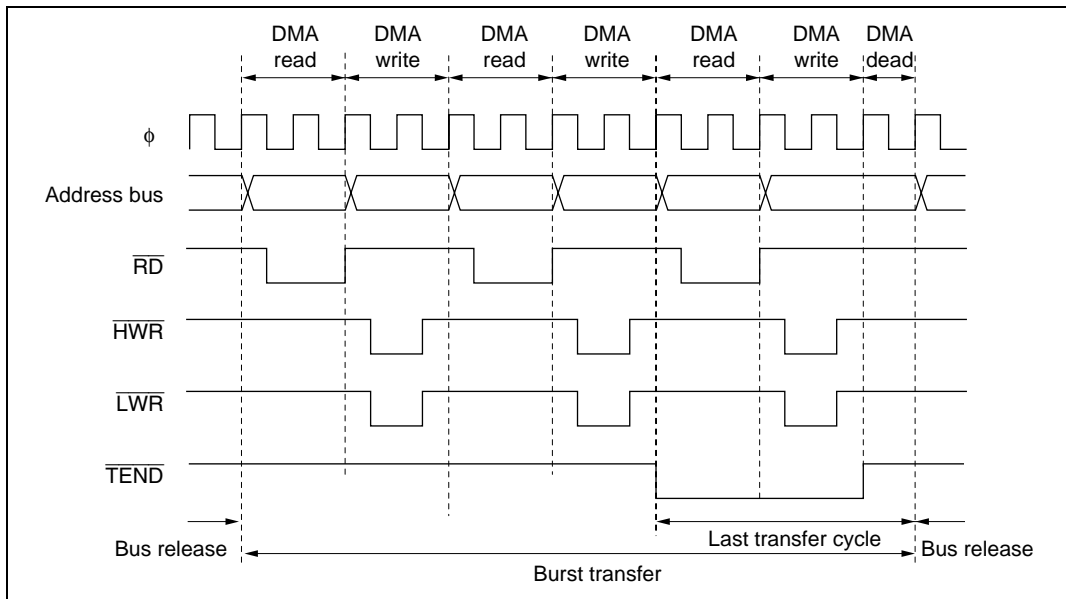 DMA read
DMA write
DMA read
DMA write
DMA read
DMA write
DMA dead
φ
Address bus
RD
HWR
LWR
TEND
Last transfer cycle
Bus release
Bus release
Burst transfer